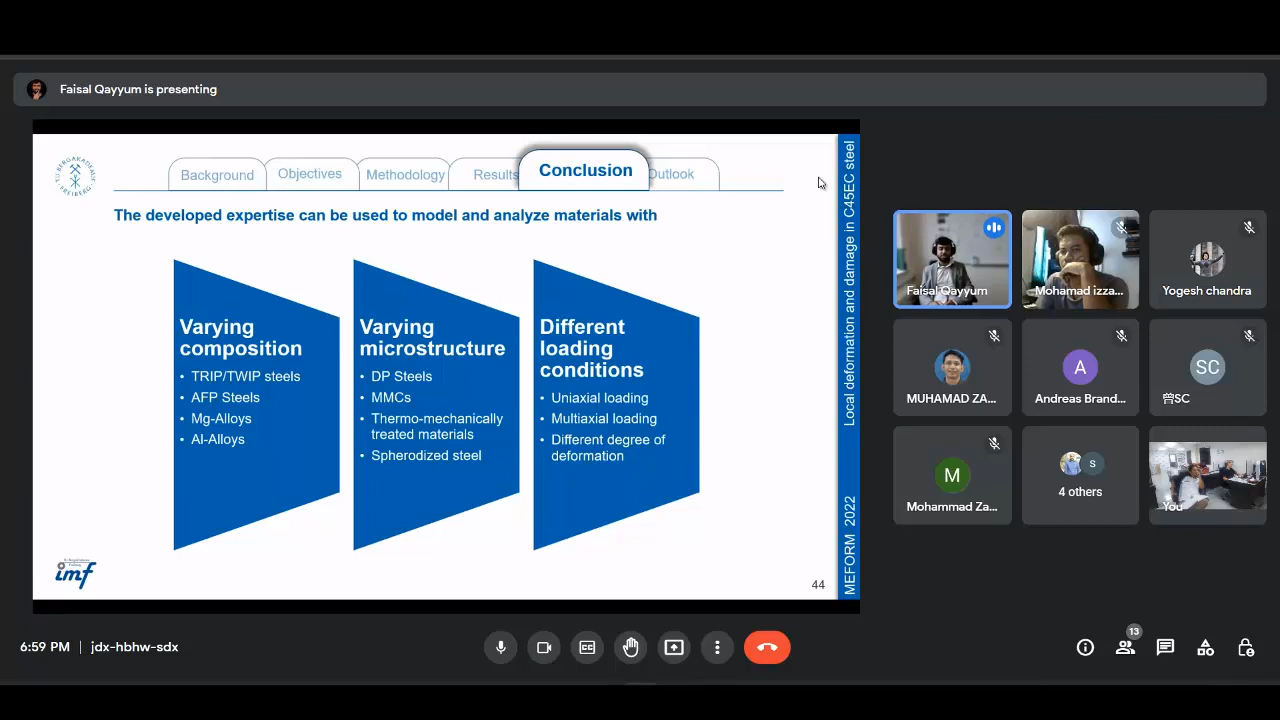 Faisal Qayyum is presenting
Background
Objectives
Methodology
Results
Conclusion
Outlook
The developed expertise can be used to model and analyze materials with
Varying
composition
• TRIP/TWIP steels
• AFP Steels
• Mg-Alloys
• Al-Alloys
Varying
microstructure
• DP Steels
• MMCs
• Thermo-mechanically
treated materials
• Spherodized steel
Different
loading
conditions
• Uniaxial loading
• Multiaxial loading
• Different degree of
deformation
imf
44
Local deformation and damage in C45EC steel
MEFORM 2022
Faisal Qayyum
Mohamad izza...
Yogesh chandra
MUHAMAD ZA...
A
Andreas Brand...
SC
SC
M
Mohammad Za...
S
4 others
You
6:59 PM | jdx-hbhw-sdx
13